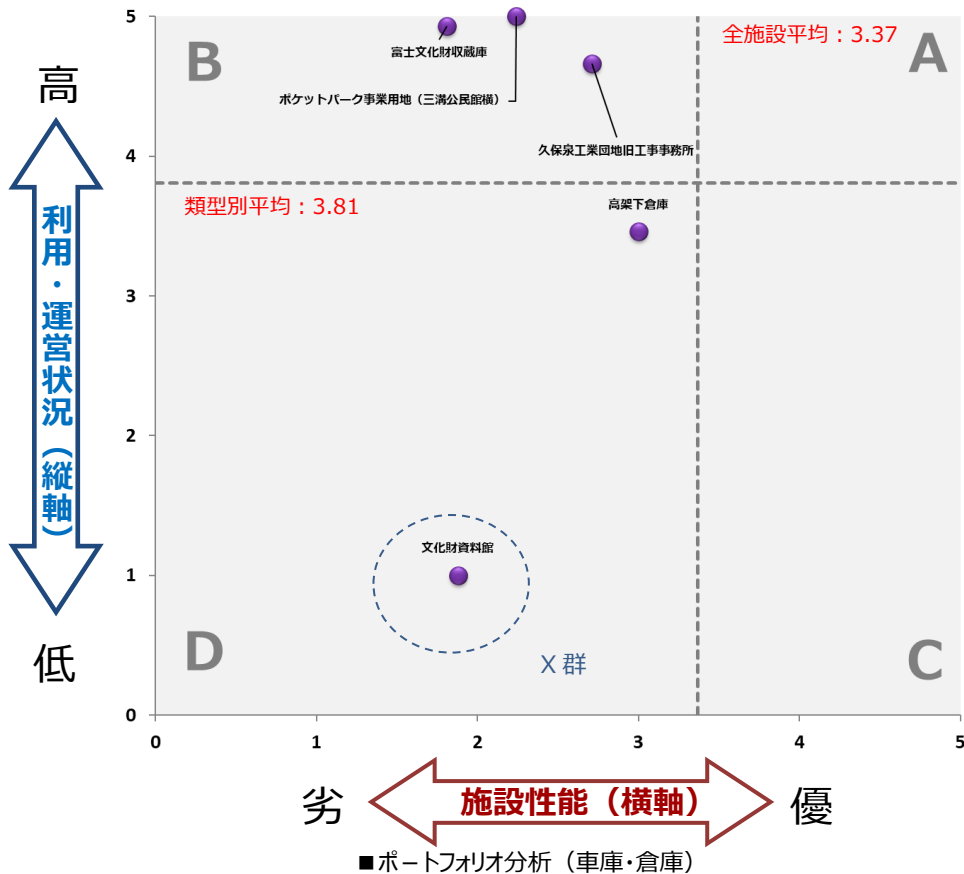 5
B
富士文化財収蔵庫
全施設平均：3.37
A
ポケットパーク事業用地（三溝公民館横）
高
久保泉工業団地旧工事事務所
4
類型別平均：3.81
高架下倉庫
利用・運営状況（縦軸）
3
2
文化財資料館
1
低
D
X 群
C
0
0 1 2 3 4 5
劣
施設性能（横軸）
優
■ポートフォリオ分析（車庫・倉庫）